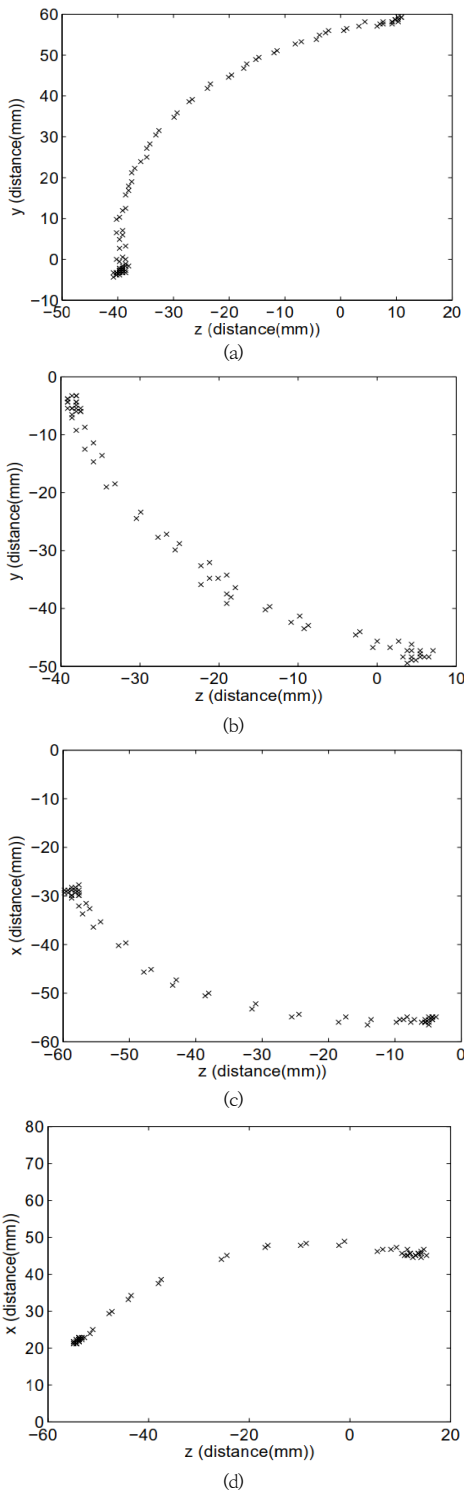 60
50
40
30
20
10
0
−10
y (distance(mm))
−50 −40 −30 −20 −10 0 10 20
z (distance(mm))
(a)
0
−10
−20
−30
−40
−50
y (distance(mm))
−40 −30 −20 −10 0 10
z (distance(mm))
(b)
0
−10
−20
−30
−40
−50
−60
x (distance(mm))
−60 −50 −40 −30 −20 −10 0
z (distance(mm))
(c)
80
70
60
50
40
30
20
10
0
x (distance(mm))
−60 −40 −20 0 20
z (distance(mm))
(d)